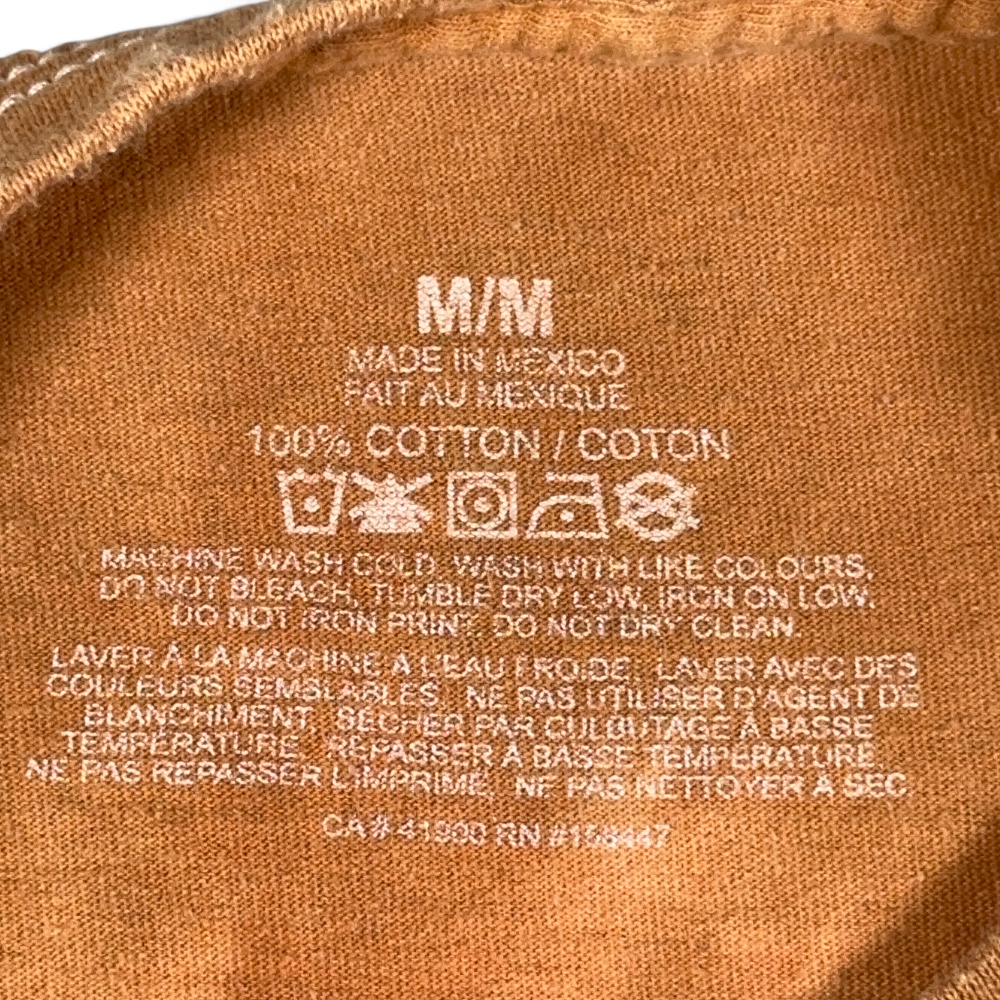 M/M
MADE IN MEXICO
FAIT AU MEXIQUE
100% COTTON / COTON
MACHINE WASH COLD. WASH WITH LIKE COLOURS.
DO NOT BLEACH, TUMBLE DRY LOW, IRON ON LOW.
DO NOT IRON PRINT. DO NOT DRY CLEAN.
LAVER À LA MACHINE À L'EAU FROIDE. LAVER AVEC DES
COULEURS SEMBLABLES. NE PAS UTILISER D'AGENT DE
BLANCHIMENT. SÉCHER PAR CULBUTAGE À BASSE
TEMPÉRATURE. REPASSER À BASSE TEMPÉRATURE.
NE PAS REPASSER L'IMPRIMÉ. NE PAS NETTOYER À SEC.
CA# 41900 RN